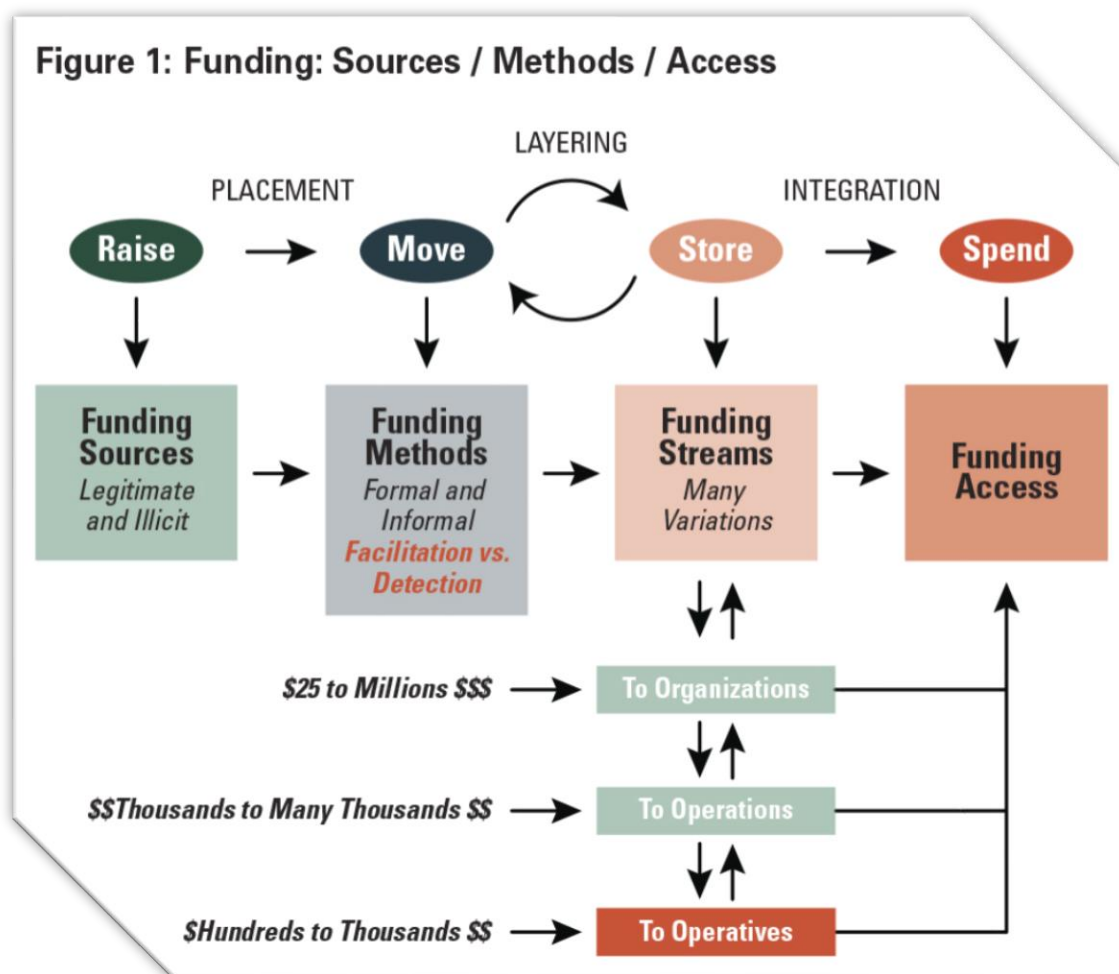 Figure 1: Funding: Sources / Methods / Access
LAYERING
PLACEMENT
INTEGRATION
Raise
Move
Store
Spend
Funding
Sources
Legitimate
and Illicit
Funding
Methods
Formal and
Informal
Facilitation vs.
Detection
Funding
Streams
Many
Variations
Funding
Access
$25 to Millions $$$
To Organizations
$$Thousands to Many Thousands $$
To Operations
$Hundreds to Thousands $$
To Operatives